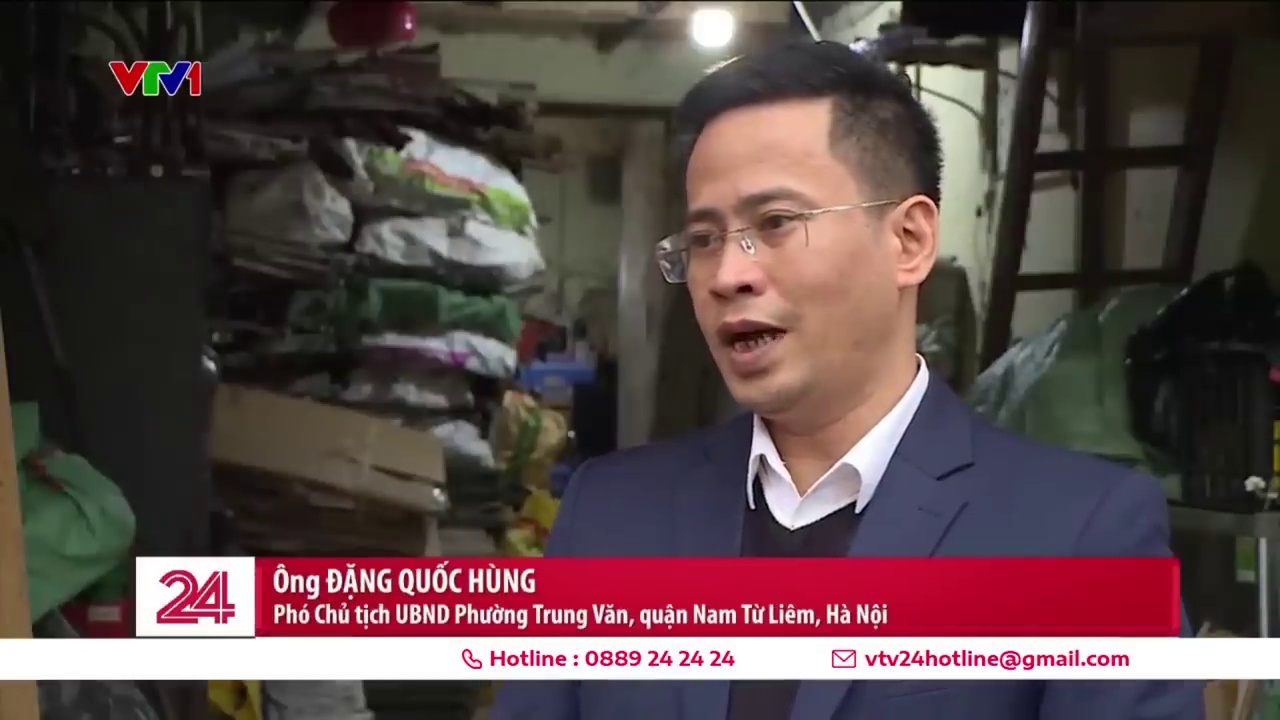 VTV1
24
Ông ĐẶNG QUỐC HÙNG
Phó Chủ tịch UBND Phường Trung Văn, quận Nam Từ Liêm, Hà Nội
Hotline : 0889 24 24 24
vtv24hotline@gmail.com